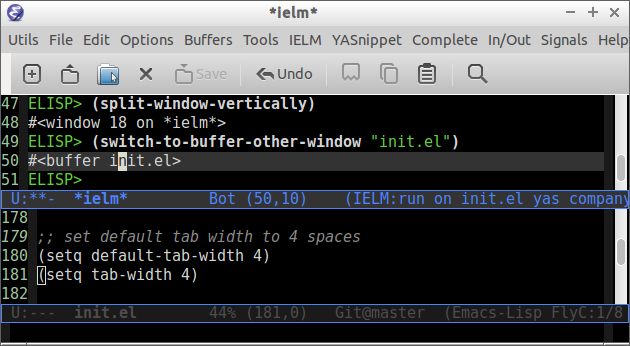 *ielm*
Utils File Edit Options Buffers Tools IELM YASnippet Complete In/Out Signals Help
Save Undo
47 ELISP> (split-window-vertically)
48 #<window 18 on *ielm*>
49 ELISP> (switch-to-buffer-other-window "init.el")
50 #<buffer init.el>
51 ELISP>
U:**- *ielm* Bot (50,10) (IELM:run on init.el yas company
178
179 ;; set default tab width to 4 spaces
180 (setq default-tab-width 4)
181 (setq tab-width 4)
182
U:--- init.el 44% (181,0) Git@master (Emacs-Lisp FlyC:1/8